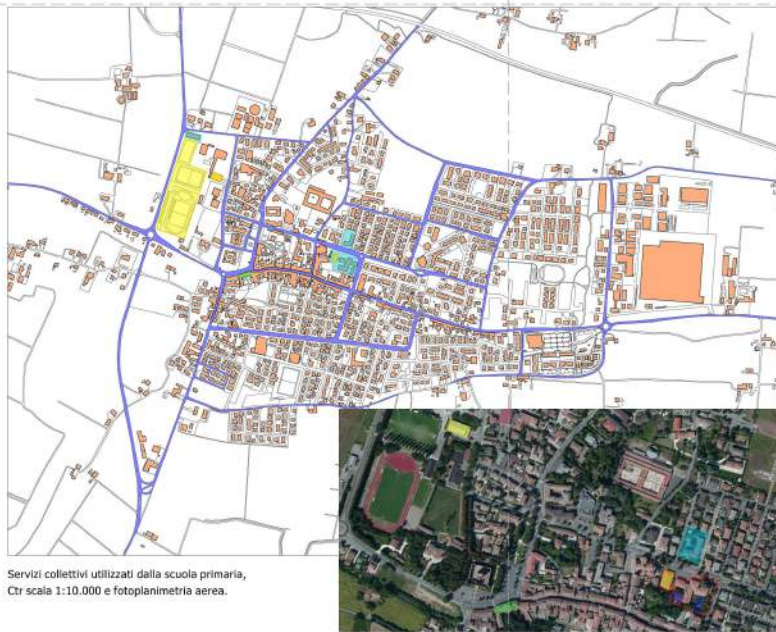 Servizi collettivi utilizzati dalla scuola primaria,
Ctr scala 1:10.000 e fotoplanimetria aerea.